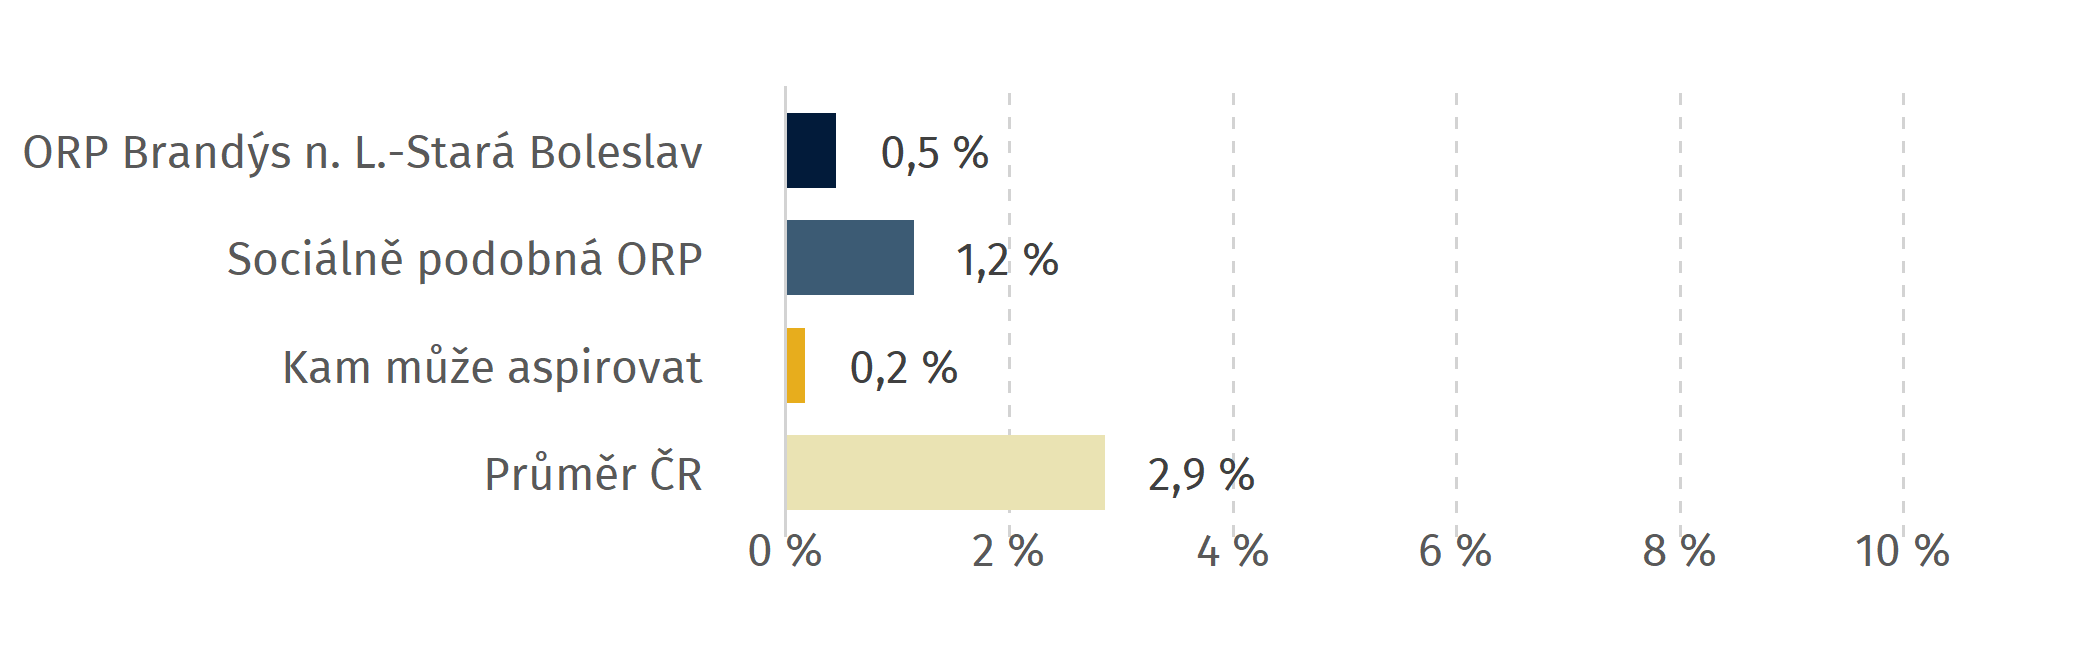 ORP Brandýs n. L.-Stará Boleslav 0,5 %
Sociálně podobná ORP 1,2 %
Kam může aspirovat 0,2 %
Průměr ČR 2,9 %
0 % 2 % 4 % 6 % 8 % 10 %